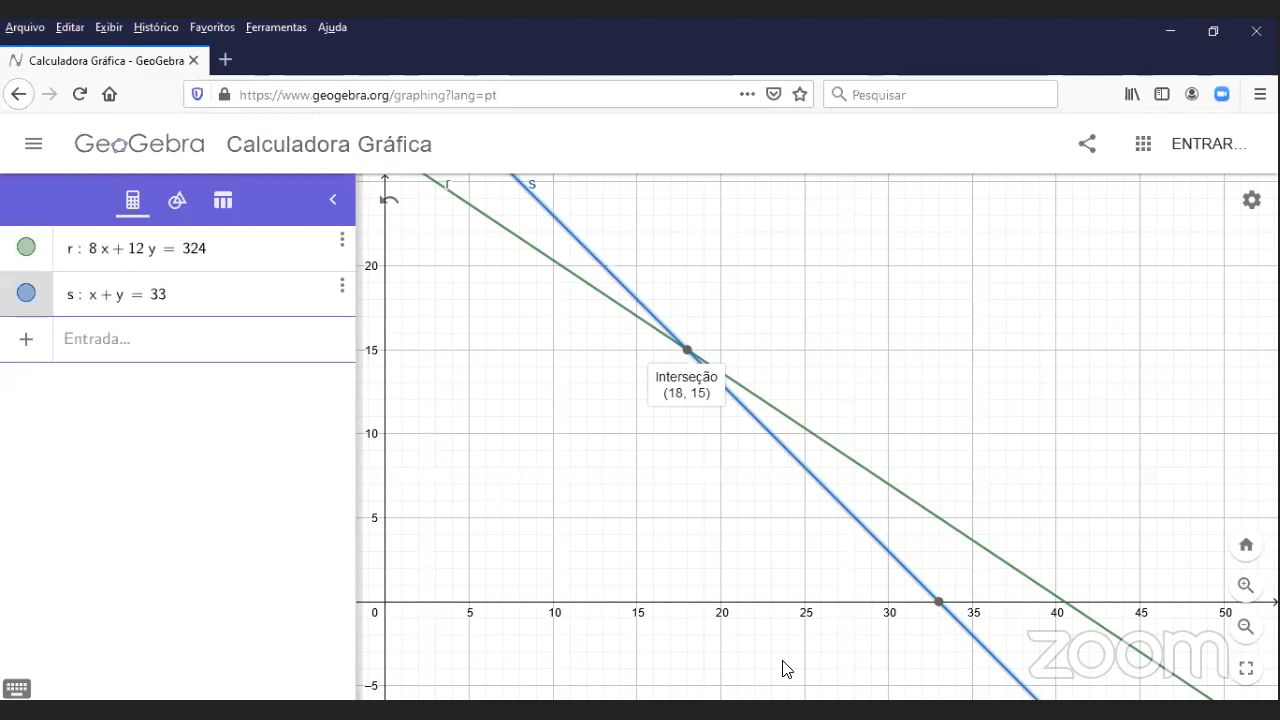 Arquivo Editar Exibir Histórico Favoritos Ferramentas Ajuda
Calculadora Gráfica - GeoGebra
https://www.geogebra.org/graphing?lang=pt
Pesquisar
GeoGebra Calculadora Gráfica
ENTRAR...
r : 8 x + 12 y = 324
s : x + y = 33
Entrada...
r
s
20
15
10
5
0
-5
5 10 15 20 25 30 35 40 45 50
Interseção
(18, 15)
zoom